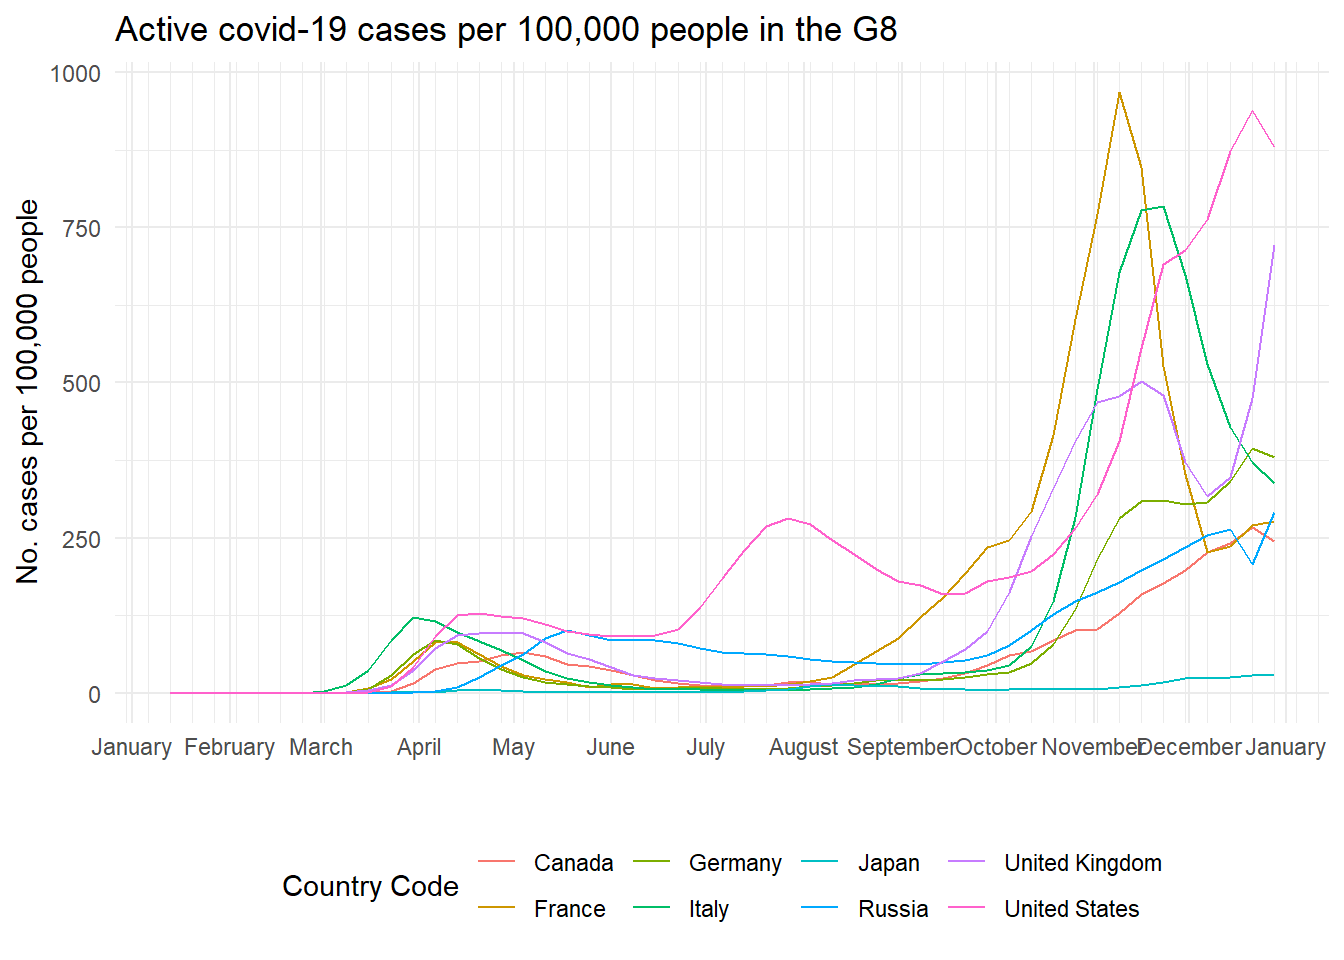 Active covid-19 cases per 100,000 people in the G8
No. cases per 100,000 people
1000
750
500
250
0
January February March April May June July August September October November December January
Country Code
Canada Germany Japan United Kingdom
France Italy Russia United States